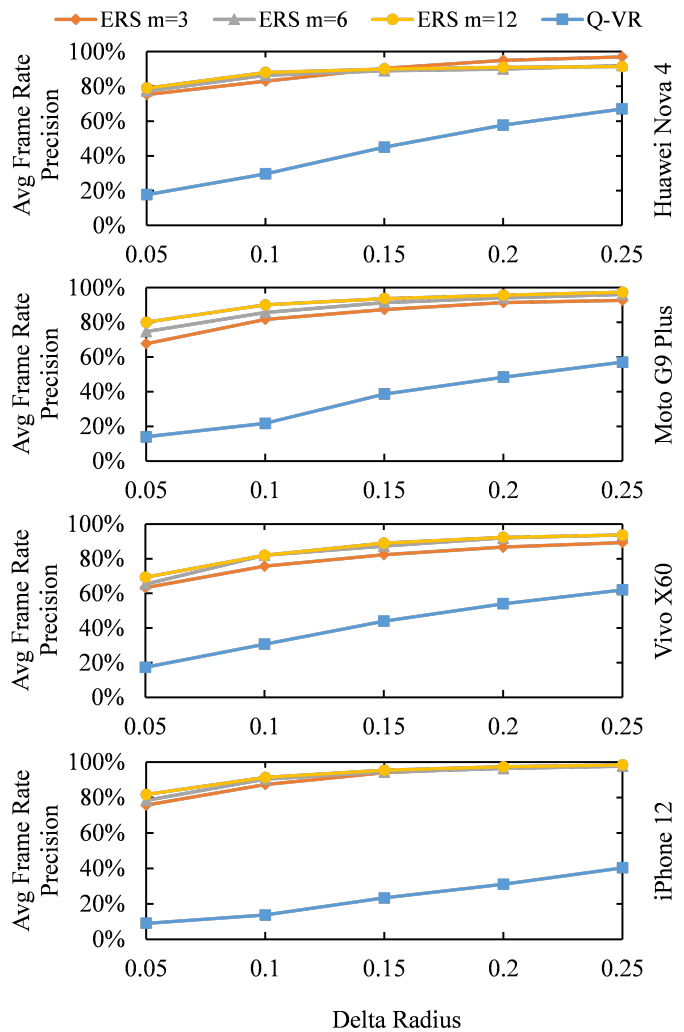 ERS m=3 ERS m=6 ERS m=12 Q-VR
100%
80%
60%
40%
20%
0%
Avg Frame Rate
Precision
Huawei Nova 4
0.05 0.1 0.15 0.2 0.25
100%
80%
60%
40%
20%
0%
Avg Frame Rate
Precision
Moto G9 Plus
0.05 0.1 0.15 0.2 0.25
100%
80%
60%
40%
20%
0%
Avg Frame Rate
Precision
Vivo X60
0.05 0.1 0.15 0.2 0.25
100%
80%
60%
40%
20%
0%
Avg Frame Rate
Precision
iPhone 12
0.05 0.1 0.15 0.2 0.25
Delta Radius